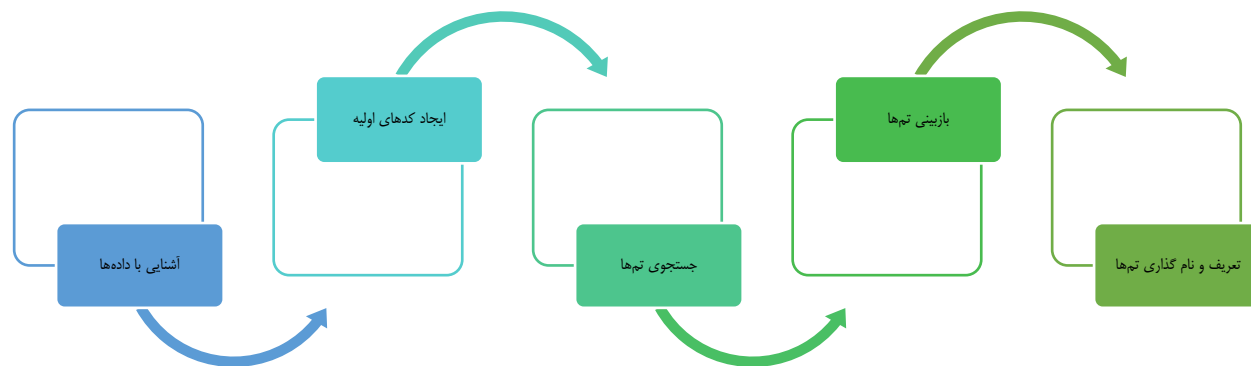 آشنایی با داده‌ها
ایجاد کدهای اولیه
جستجوی تم‌ها
بازبینی تم‌ها
تعریف و نام گذاری تم‌ها